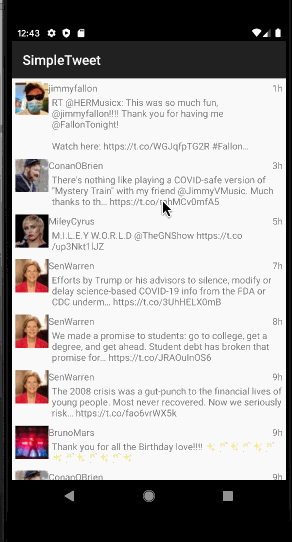 12:43
SimpleTweet
jimmyfallon 1h
RT @HERMusicx: This was so much fun,
@jimmyfallon!!!! Thank you for having me
@FallonTonight!
Watch here: https://t.co/WGJqfpTG2R #Fallon...
ConanOBrien 3h
There's nothing like playing a COVID-safe version of
"Mystery Train" with my friend @JimmyVMusic. Much
thanks to th...
MileyCyrus 5h
M.I.L.E.Y W.O.R.L.D @TheGNShow https://t.co
/up3Nkt1lJZ
SenWarren 7h
Efforts by Trump or his advisors to silence, modify or
delay science-based COVID-19 info from the FDA or
CDC underm... https://t.co/3UhHELX0mB
SenWarren 8h
We made a promise to students: go to college, get a
degree, and get ahead. Student debt has broken that
promise for... https://t.co/JRAOuInOS6
SenWarren 9h
The 2008 crisis was a gut-punch to the financial lives of
young people. Most never recovered. Now we seriously
risk... https://t.co/fao6vrWX5k
BrunoMars 9h
Thank you for all the Birthday love!!!!
ConanOBrien 9h